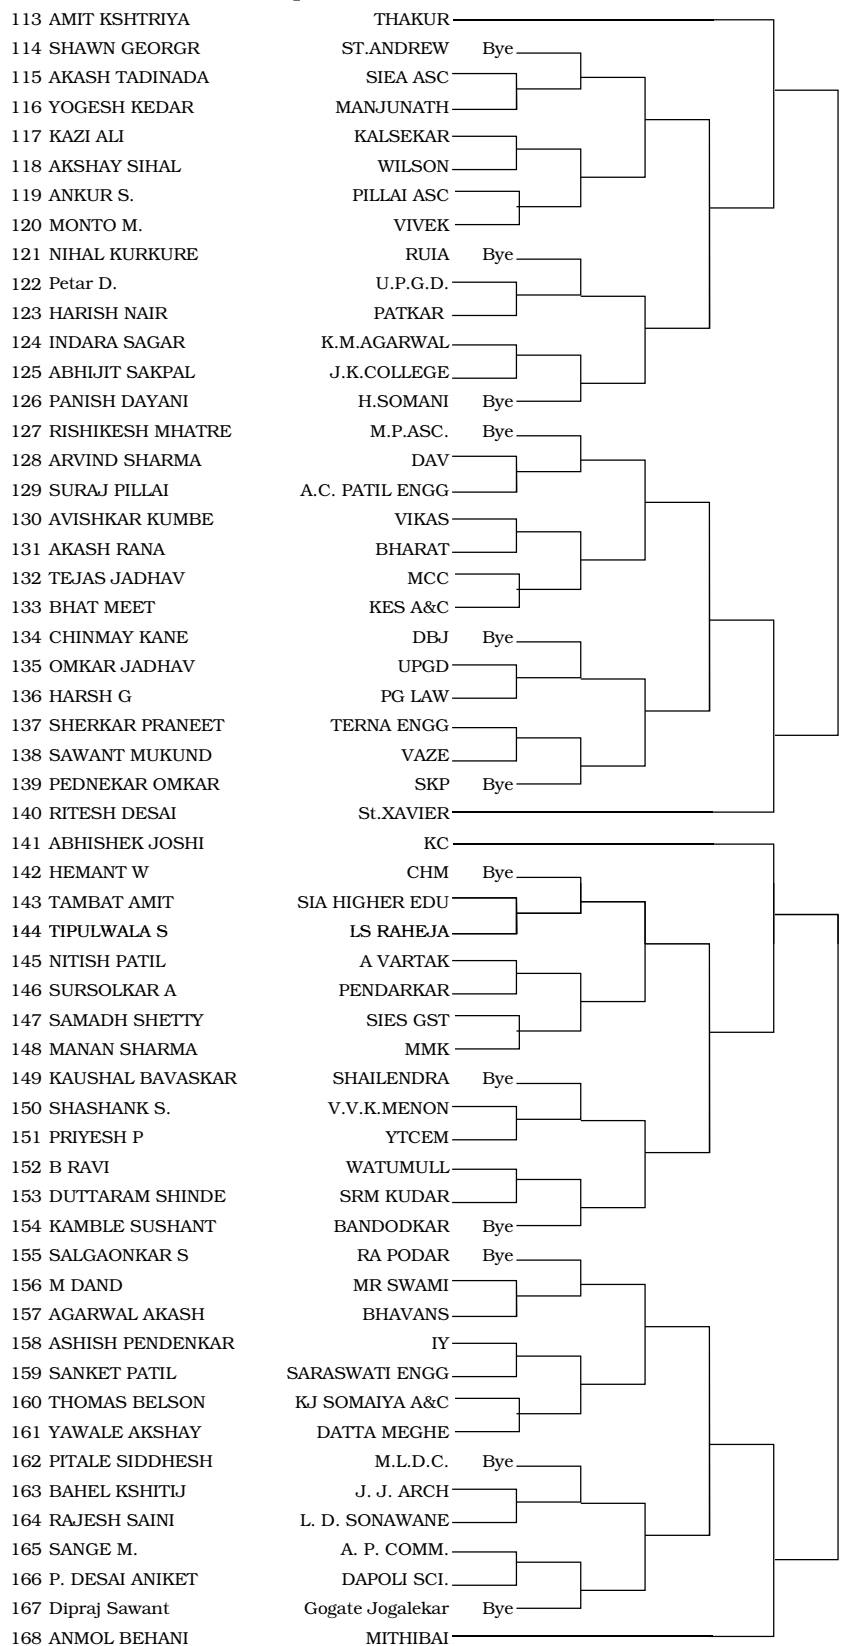 113 AMIT KSHTRIYA THAKUR
114 SHAWN GEORGR ST.ANDREW Bye
115 AKASH TADINADA SIEA ASC
116 YOGESH KEDAR MANJUNATH
117 KAZI ALI KALSEKAR
118 AKSHAY SIHAL WILSON
119 ANKUR S. PILLAI ASC
120 MONTO M. VIVEK
121 NIHAL KURKURE RUIA Bye
122 Petar D. U.P.G.D.
123 HARISH NAIR PATKAR
124 INDARA SAGAR K.M.AGARWAL
125 ABHIJIT SAKPAL J.K.COLLEGE
126 PANISH DAYANI H.SOMANI Bye
127 RISHIKESH MHATRE M.P.ASC. Bye
128 ARVIND SHARMA DAV
129 SURAJ PILLAI A.C. PATIL ENGG
130 AVISHKAR KUMBE VIKAS
131 AKASH RANA BHARAT
132 TEJAS JADHAV MCC
133 BHAT MEET KES A&C
134 CHINMAY KANE DBJ Bye
135 OMKAR JADHAV UPGD
136 HARSH G PG LAW
137 SHERKAR PRANEET TERNA ENGG
138 SAWANT MUKUND VAZE
139 PEDNEKAR OMKAR SKP Bye
140 RITESH DESAI St.XAVIER
141 ABHISHEK JOSHI KC
142 HEMANT W CHM Bye
143 TAMBAT AMIT SIA HIGHER EDU
144 TIPULWALA S LS RAHEJA
145 NITISH PATIL A VARTAK
146 SURSOLKAR A PENDARKAR
147 SAMADH SHETTY SIES GST
148 MANAN SHARMA MMK
149 KAUSHAL BAVASKAR SHAILENDRA Bye
150 SHASHANK S. V.V.K.MENON
151 PRIYESH P YTCEM
152 B RAVI WATUMULL
153 DUTTARAM SHINDE SRM KUDAR
154 KAMBLE SUSHANT BANDODKAR Bye
155 SALGAONKAR S RA PODAR Bye
156 M DAND MR SWAMI
157 AGARWAL AKASH BHAVANS
158 ASHISH PENDENKAR IY
159 SANKET PATIL SARASWATI ENGG
160 THOMAS BELSON KJ SOMAIYA A&C
161 YAWALE AKSHAY DATTA MEGHE
162 PITALE SIDDHESH M.L.D.C. Bye
163 BAHEL KSHITIJ J. J. ARCH
164 RAJESH SAINI L. D. SONAWANE
165 SANGE M. A. P. COMM.
166 P. DESAI ANIKET DAPOLI SCI.
167 Dipraj Sawant Gogate Jogalekar Bye
168 ANMOL BEHANI MITHIBAI